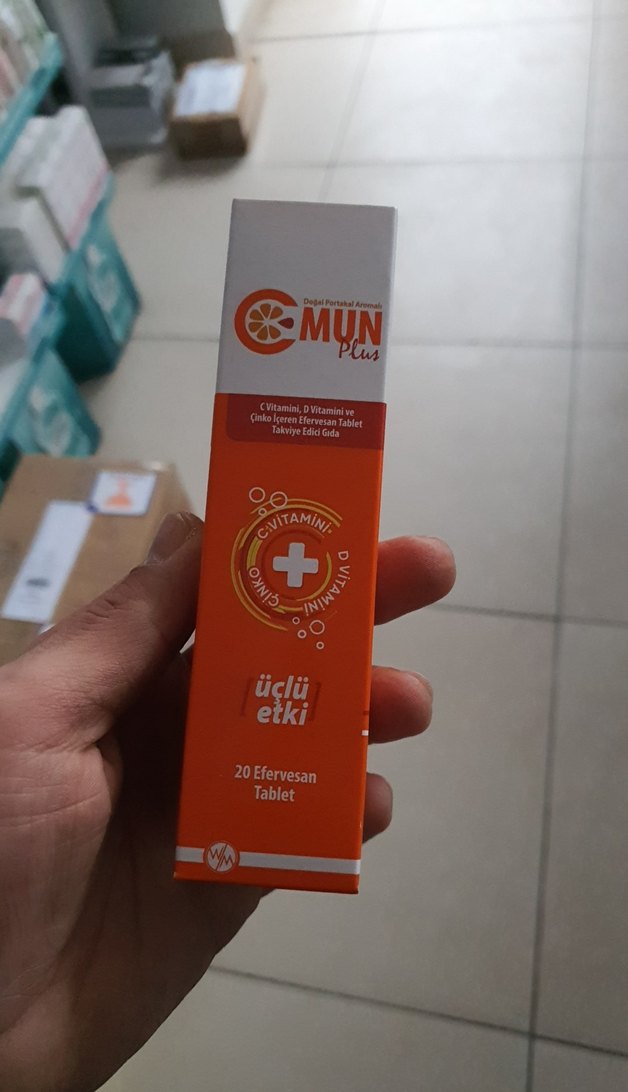 Doğal Portakal Aromalı
C MUN
Plus
C Vitamini, D Vitamini ve
Çinko İçeren Efervesan Tablet
Takviye Edici Gıda
C VİTAMİNİ
D VİTAMİNİ
ÇİNKO
üçlü
etki
20 Efervesan
Tablet
WM